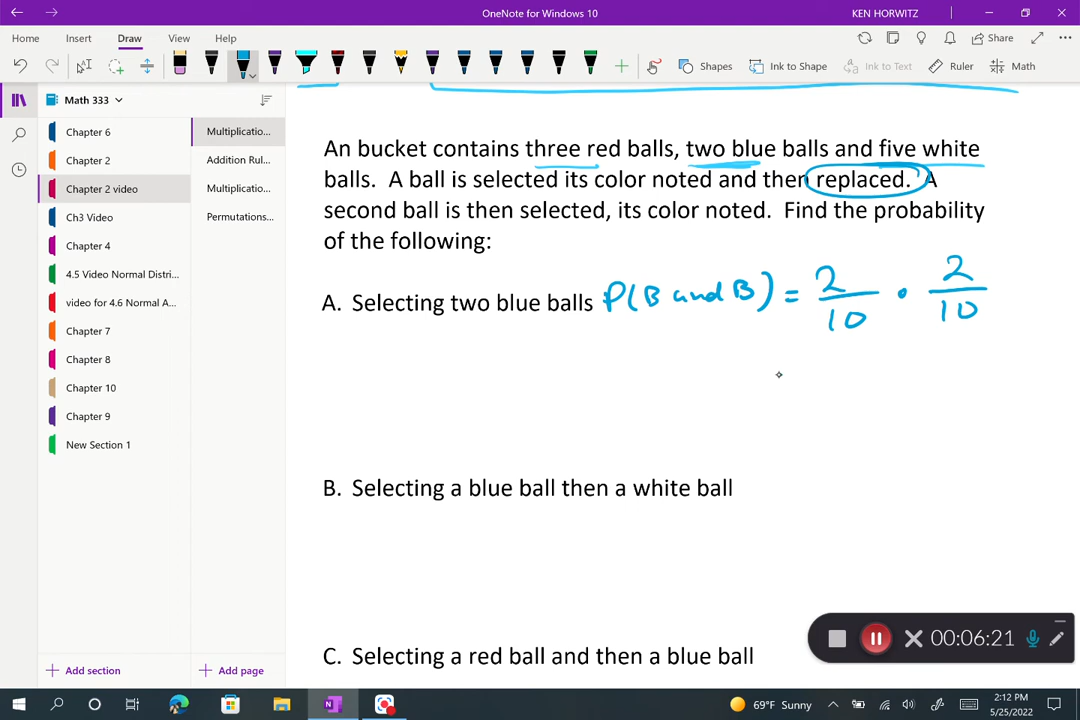 OneNote for Windows 10
KEN HORWITZ
Home Insert Draw View Help
Share
Shapes
Ink to Shape
Ink to Text
Ruler
Math
Math 333
Chapter 6
Chapter 2
Chapter 2 video
Ch3 Video
Chapter 4
4.5 Video Normal Distri...
video for 4.6 Normal A...
Chapter 7
Chapter 8
Chapter 10
Chapter 9
New Section 1
Add section
Multiplicatio...
Addition Rul...
Multiplicatio...
Permutations...
Add page
An bucket contains three red balls, two blue balls and five white
balls. A ball is selected its color noted and then replaced. A
second ball is then selected, its color noted. Find the probability
of the following:
A. Selecting two blue balls P(B and B) = 2/10 · 2/10
B. Selecting a blue ball then a white ball
C. Selecting a red ball and then a blue ball
00:06:21
69°F Sunny
2:12 PM
5/25/2022